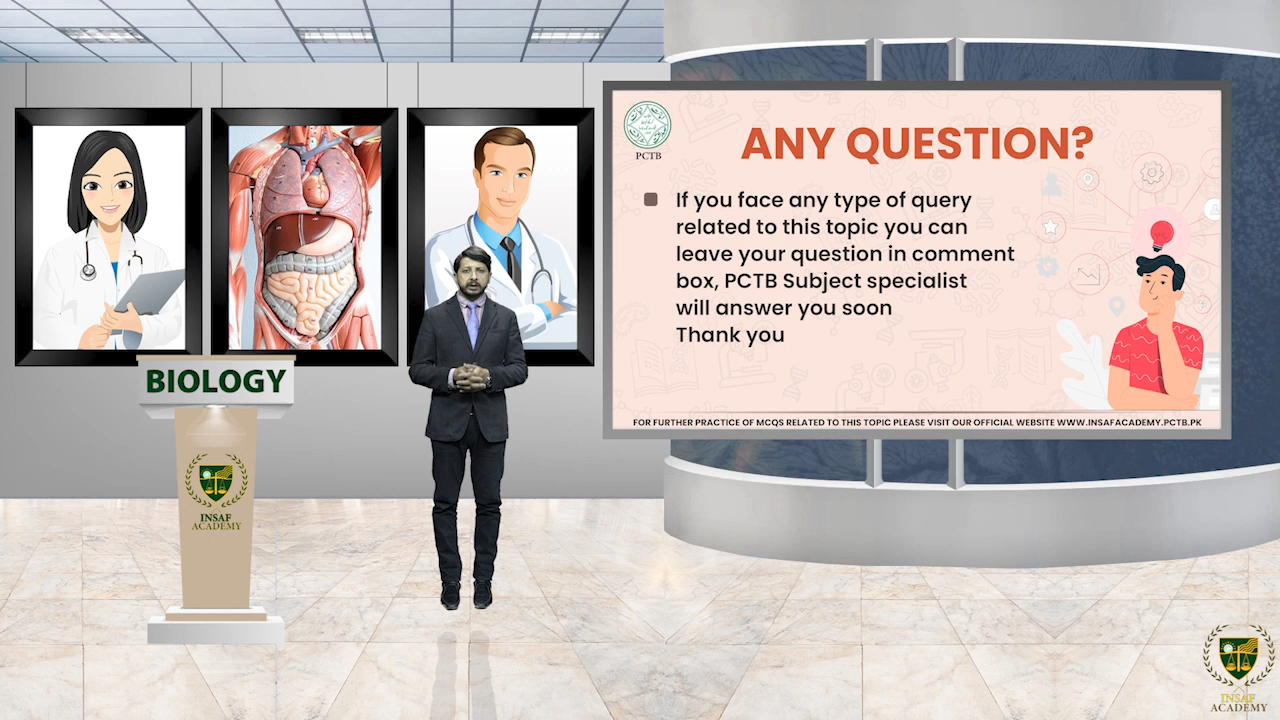 BIOLOGY
INSAF
ACADEMY
PCTB
ANY QUESTION?
If you face any type of query
related to this topic you can
leave your question in comment
box, PCTB Subject specialist
will answer you soon
Thank you
FOR FURTHER PRACTICE OF MCQS RELATED TO THIS TOPIC PLEASE VISIT OUR OFFICIAL WEBSITE WWW.INSAFACADEMY.PCTB.PK
INSAF
ACADEMY